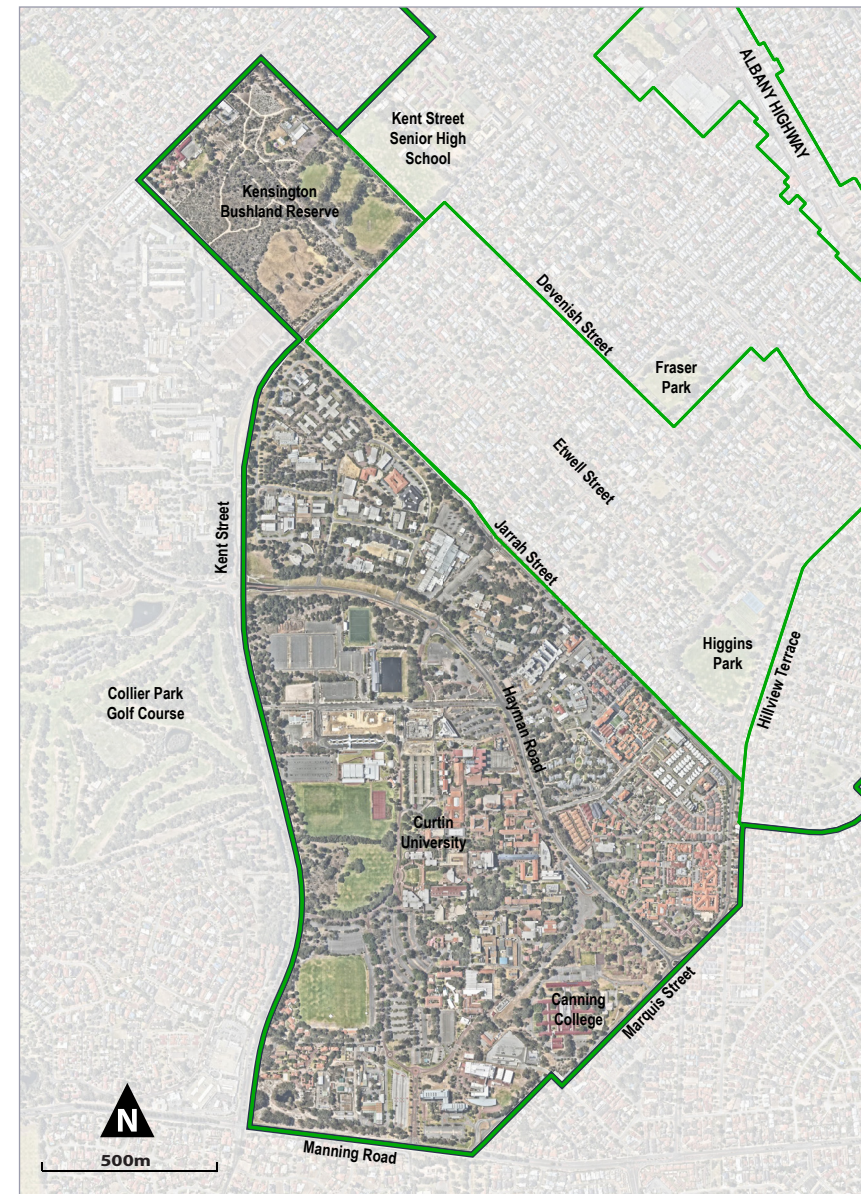 ALBANY HIGHWAY
Kent Street
Senior High
School
Kensington
Bushland Reserve
Devenish Street
Fraser
Park
Etwell Street
Kent Street
Jarrah Street
Higgins
Park
Hillview Terrace
Collier Park
Golf Course
Hayman Road
Curtin
University
Canning
College
Marquis Street
N
500m
Manning Road